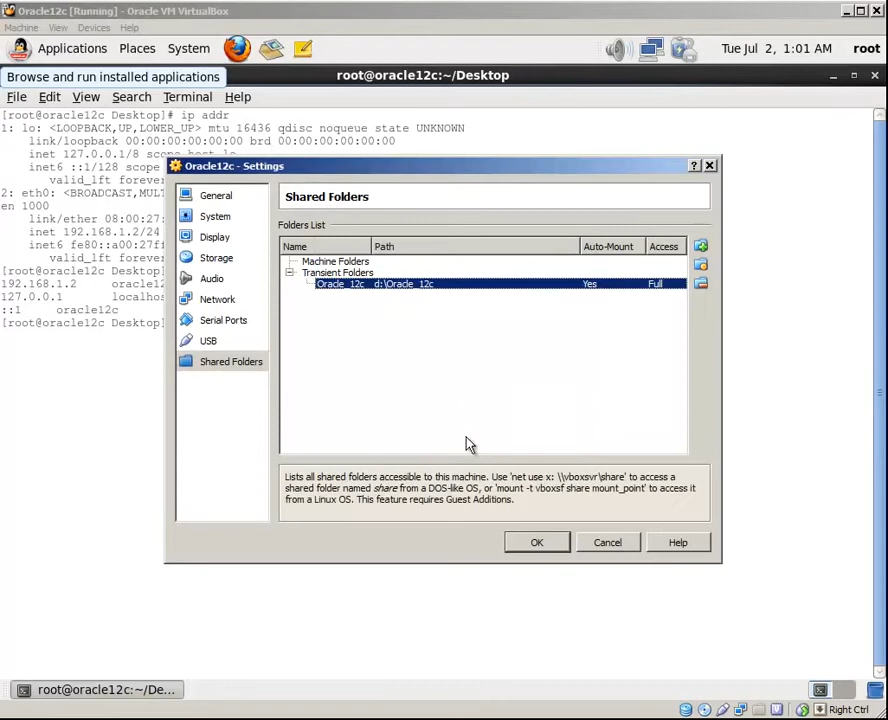 Oracle12c [Running] - Oracle VM VirtualBox
Machine View Devices Help
Applications Places System Tue Jul 2, 1:01 AM root
Browse and run installed applications
root@oracle12c:~/Desktop
File Edit View Search Terminal Help
[root@oracle12c Desktop]# ip addr
1: lo: <LOOPBACK,UP,LOWER_UP> mtu 16436 qdisc noqueue state UNKNOWN
link/loopback 00:00:00:00:00:00 brd 00:00:00:00:00:00
inet 127.0.0.1/8 scope host lo
inet6 ::1/128 scope
valid_lft forever
2: eth0: <BROADCAST,MULT
en 1000
link/ether 08:00:27:
inet 192.168.1.2/24
inet6 fe80::a00:27ff
valid_lft forever
[root@oracle12c Desktop]
192.168.1.2 oracle12
127.0.0.1 localhos
::1 oracle12c
[root@oracle12c Desktop]
Oracle12c - Settings
General
System
Display
Storage
Audio
Network
Serial Ports
USB
Shared Folders
Shared Folders
Folders List
Name Path Auto-Mount Access
Machine Folders
Transient Folders
Oracle_12c d:\Oracle_12c Yes Full
Lists all shared folders accessible to this machine. Use 'net use x: \\vboxsvr\share' to access a
shared folder named share from a DOS-like OS, or 'mount -t vboxsf share mount_point' to access it
from a Linux OS. This feature requires Guest Additions.
OK Cancel Help
root@oracle12c:~/De...
Right Ctrl